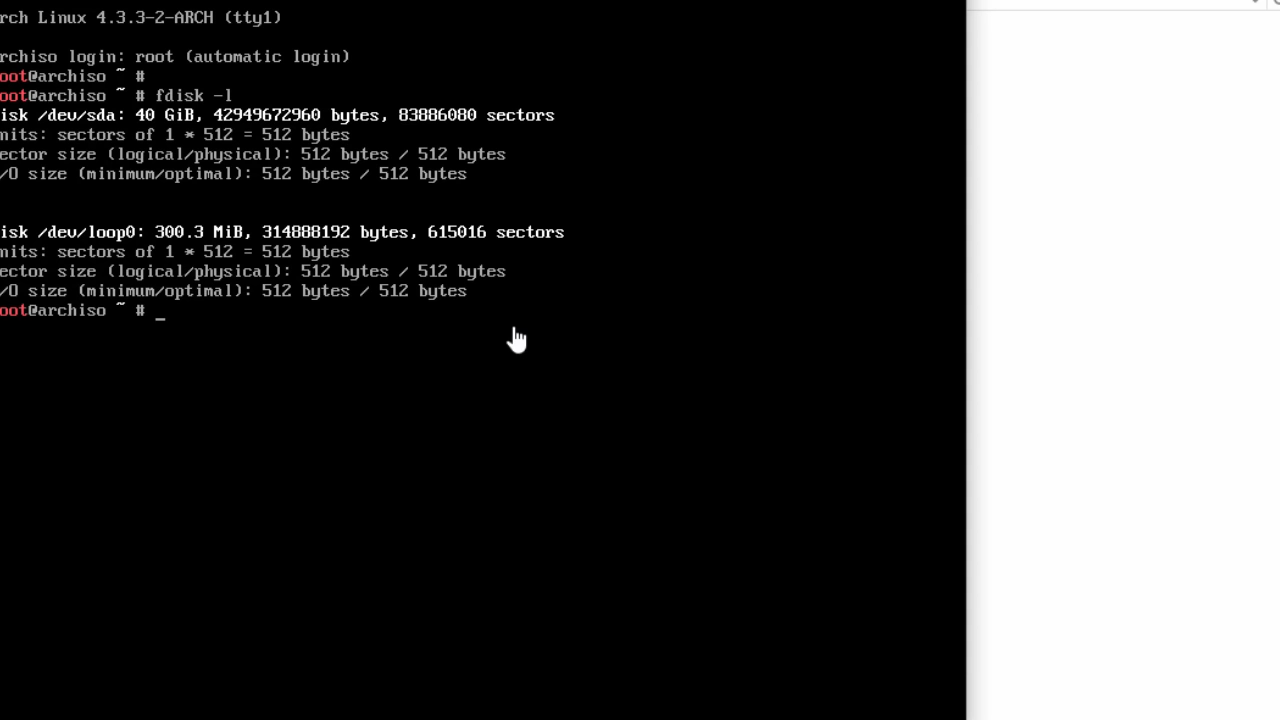 rch Linux 4.3.3-2-ARCH (tty1)
rchiso login: root (automatic login)
oot@archiso ~ #
oot@archiso ~ # fdisk -l
isk /dev/sda: 40 GiB, 42949672960 bytes, 83886080 sectors
nits: sectors of 1 * 512 = 512 bytes
ector size (logical/physical): 512 bytes / 512 bytes
/O size (minimum/optimal): 512 bytes / 512 bytes
isk /dev/loop0: 300.3 MiB, 314888192 bytes, 615016 sectors
nits: sectors of 1 * 512 = 512 bytes
ector size (logical/physical): 512 bytes / 512 bytes
/O size (minimum/optimal): 512 bytes / 512 bytes
oot@archiso ~ # _